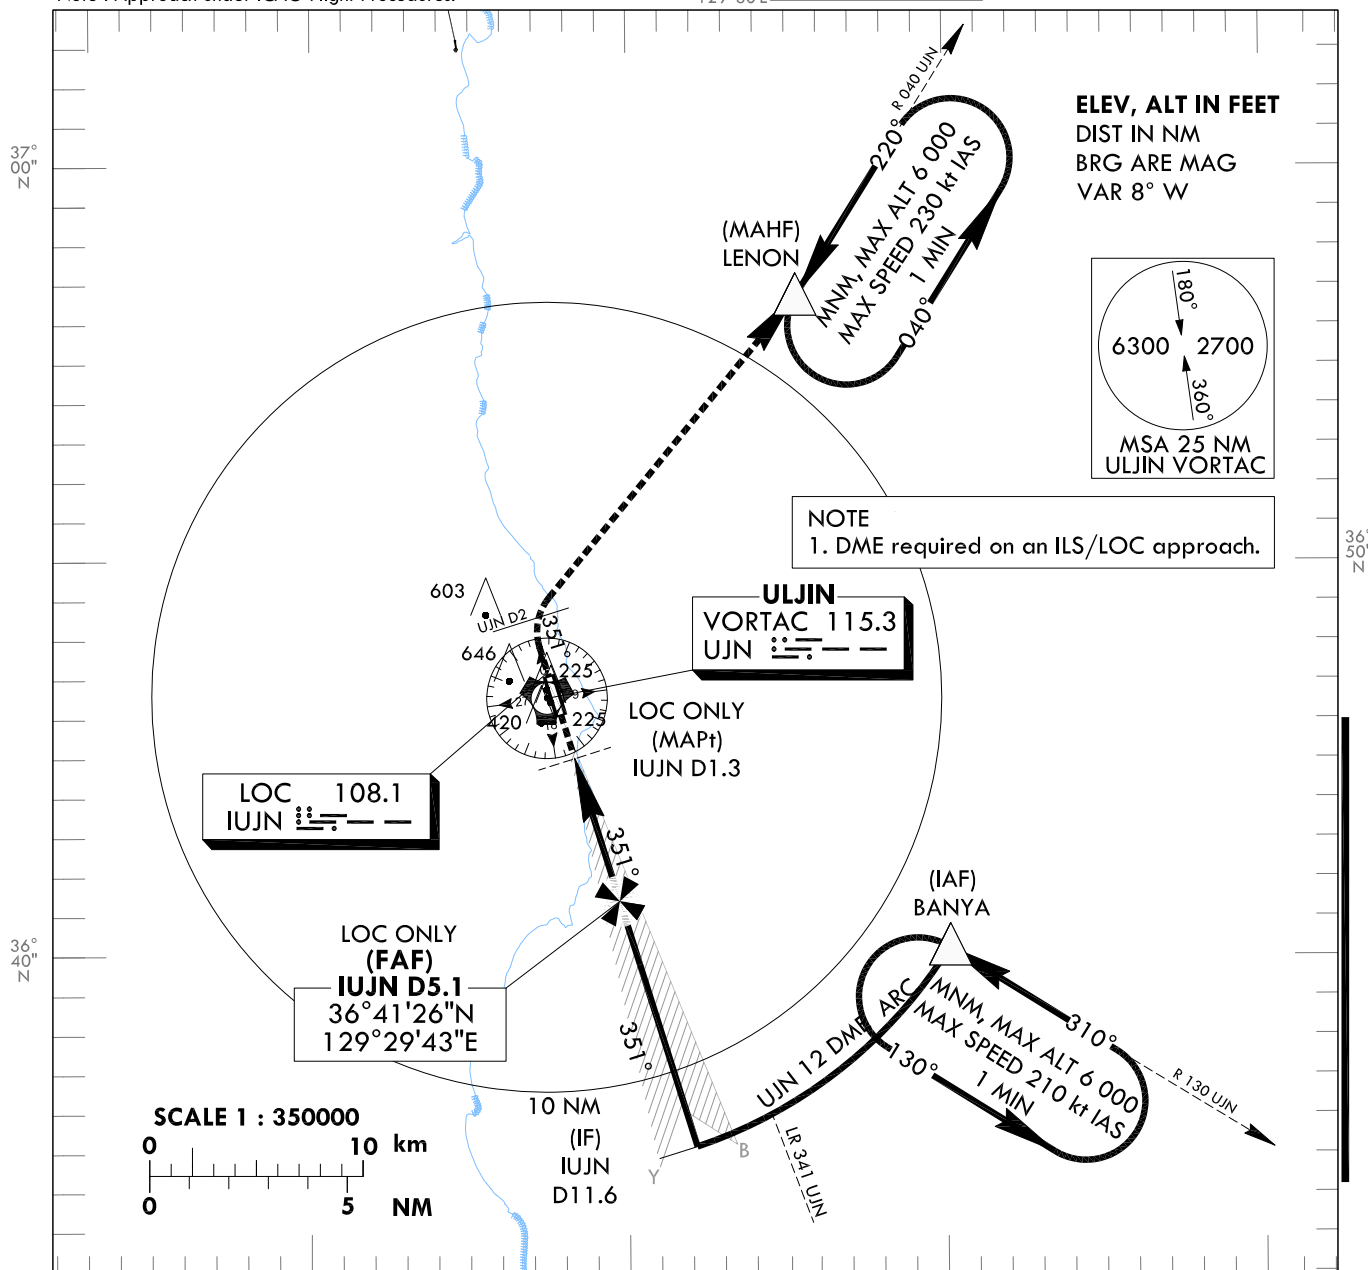 R 040 UJN
ELEV, ALT IN FEET
DIST IN NM
BRG ARE MAG
VAR 8° W
37°
00"
N
220°
MNM, MAX ALT 6 000
MAX SPEED 230 kt IAS
1 MIN
040°
(MAHF)
LENON
180°
6300 2700
360°
MSA 25 NM
ULJIN VORTAC
NOTE
1. DME required on an ILS/LOC approach.
36°
50"
N
603
UJN D2
351°
646
225
420
225
ULJIN
VORTAC 115.3
UJN
LOC ONLY
(MAPt)
IUJN D1.3
LOC 108.1
IUJN
351°
(IAF)
BANYA
36°
40"
N
LOC ONLY
(FAF)
IUJN D5.1
36°41'26"N
129°29'43"E
351°
UJN 12 DME ARC
MNM, MAX ALT 6 000
MAX SPEED 210 kt IAS
1 MIN
310°
130°
R 130 UJN
LR 341 UJN
10 NM
(IF)
IUJN
D11.6
Y
B
SCALE 1 : 350000
0 10 km
0 5 NM